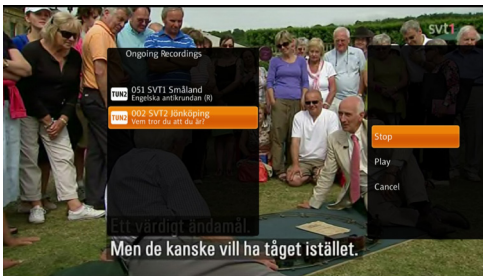 svt1
Ongoing Recordings
TUN2 051 SVT1 Småland
Engelska antikrundan (R)
TUN2 002 SVT2 Jönköping
Vem tror du att du är?
Stop
Play
Cancel
Ett värdigt ändamål.
Men de kanske vill ha tåget istället.